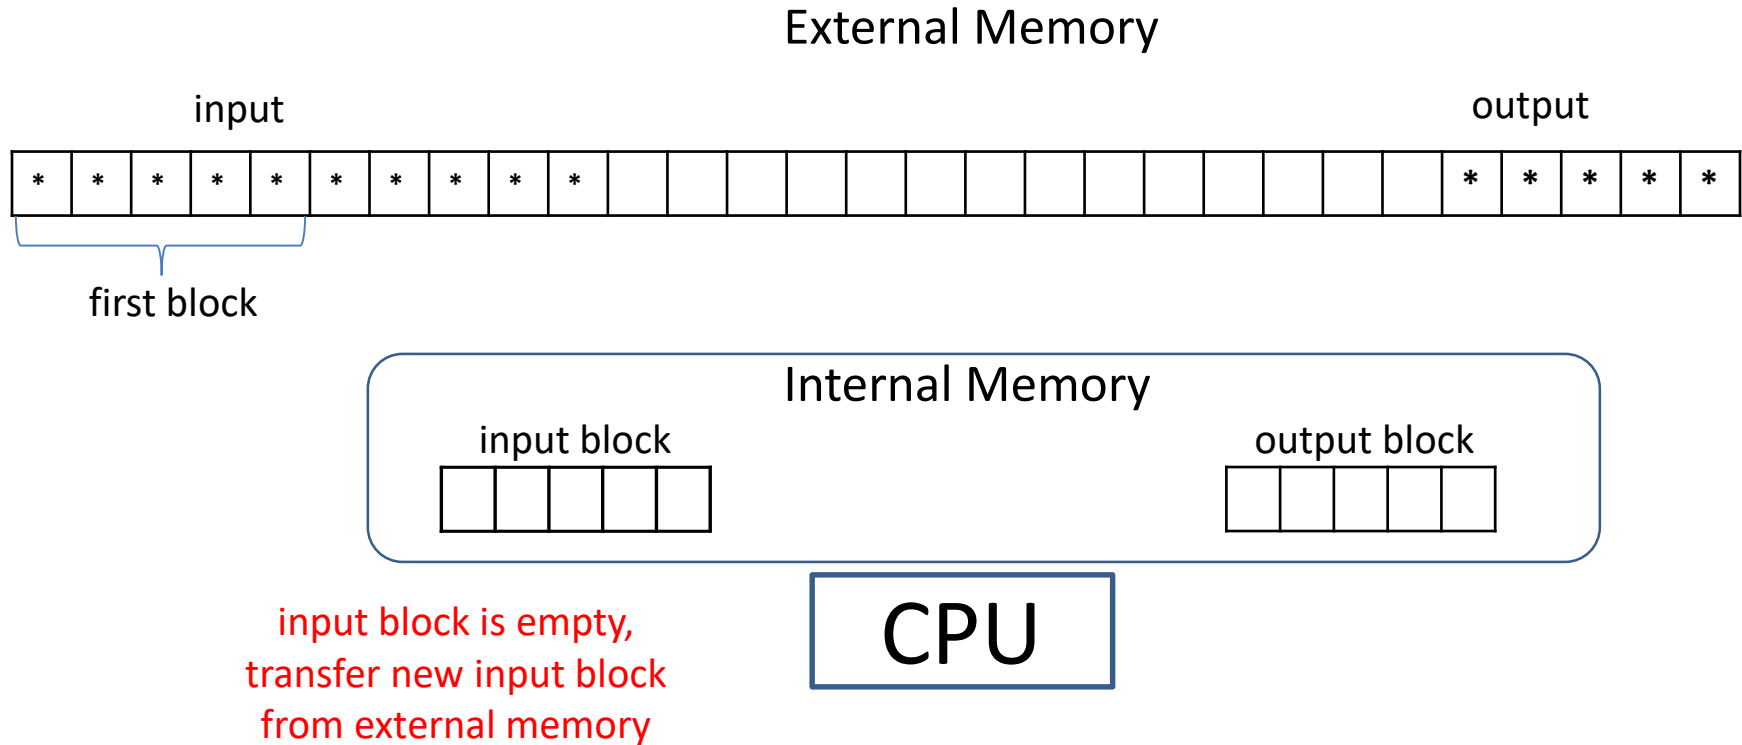 External Memory
input
output
* * * * * * * * * * * * * * *
first block
Internal Memory
input block
output block
CPU
input block is empty,
transfer new input block
from external memory